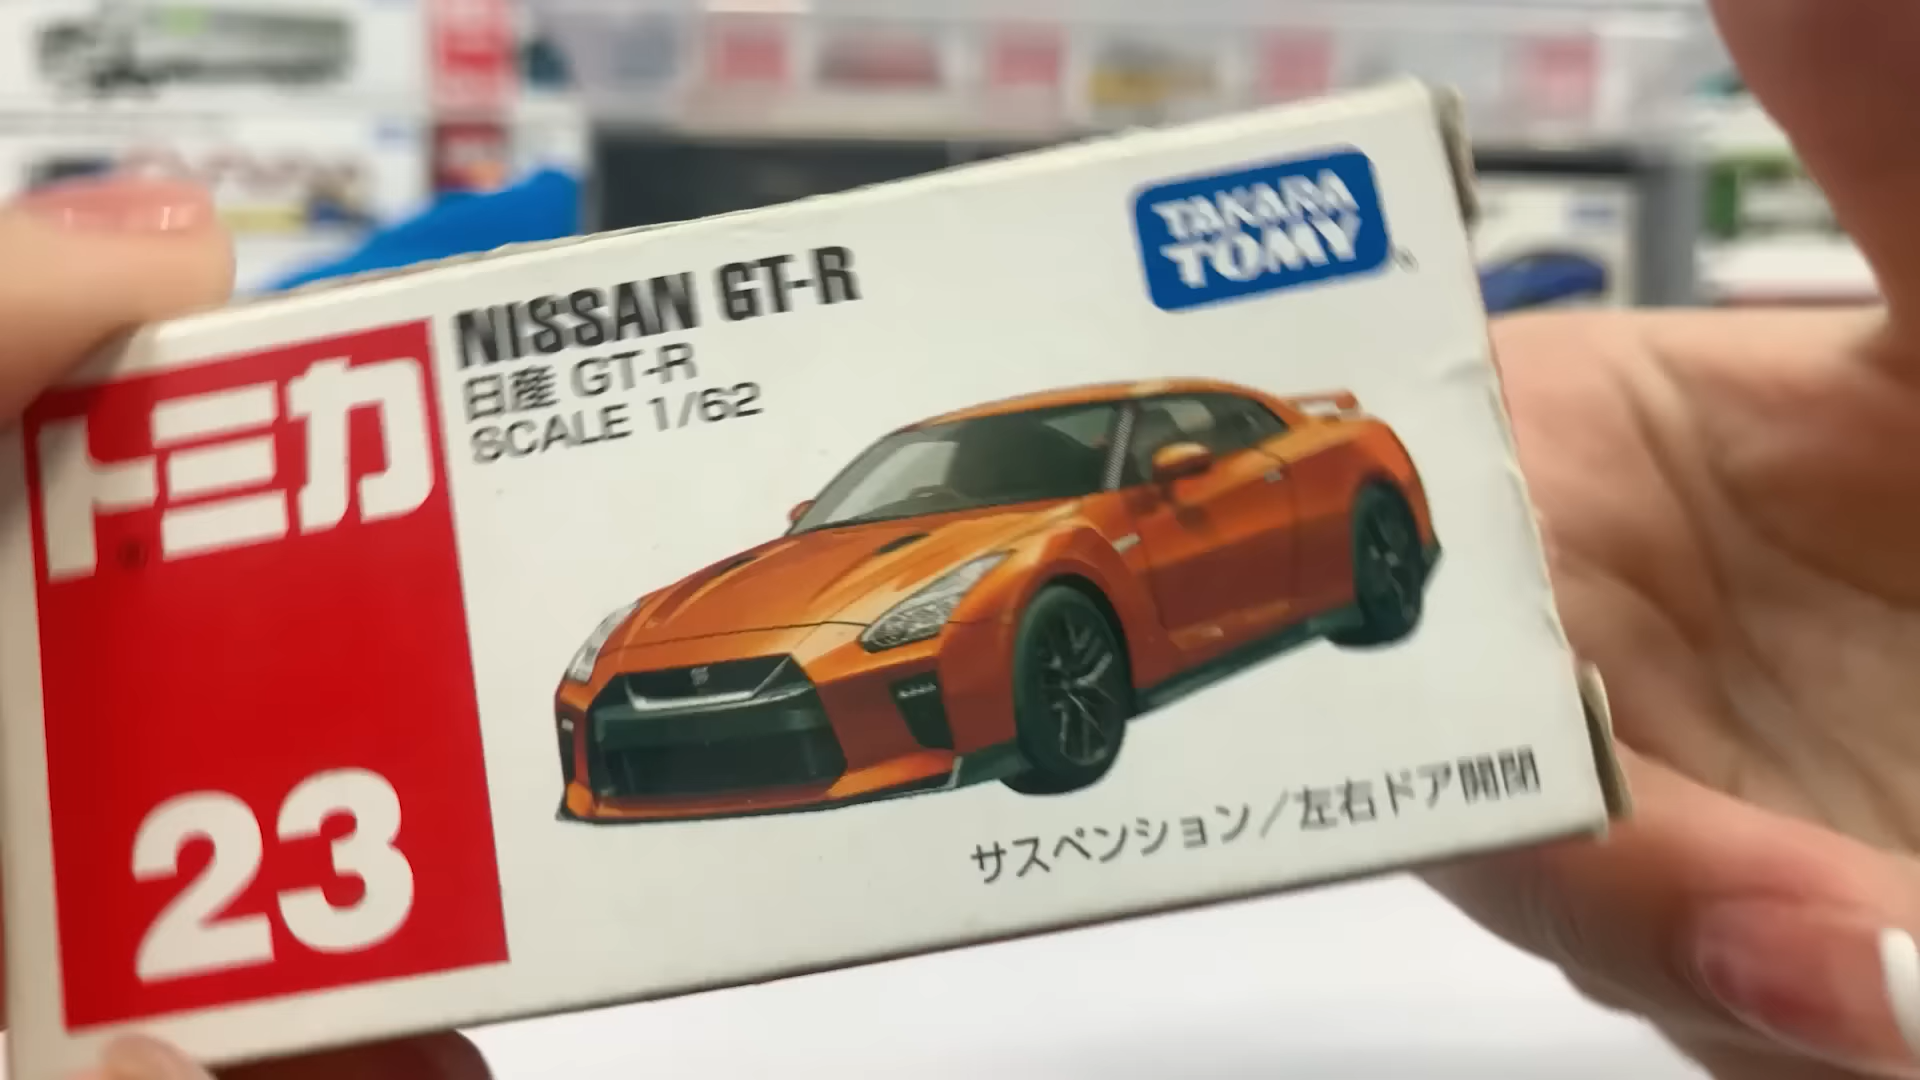 NISSAN GT-R
日産 GT-R
SCALE 1/62
TAKARA
TOMY
トミカ
23
サスペンション/左右ドア開閉